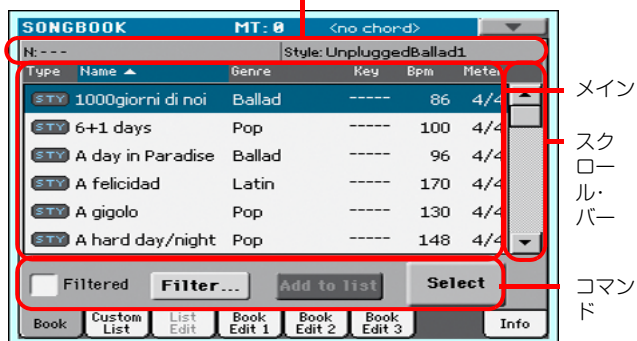 SONGBOOK MT: 0 <no chord>
N: --- Style: UnpluggedBallad1
Type Name Genre Key Bpm Meter
STY 1000giorni di noi Ballad ----- 86 4/4
STY 6+1 days Pop ----- 100 4/4
STY A day in Paradise Ballad ----- 96 4/4
STY A felicidad Latin ----- 170 4/4
STY A gigolo Pop ----- 130 4/4
STY A hard day/night Pop ----- 148 4/4
Filtered Filter... Add to list Select
Book Custom List List Edit Book Edit 1 Book Edit 2 Book Edit 3 Info
メイン
スク
ロー
ル・
バー
コマン
ド